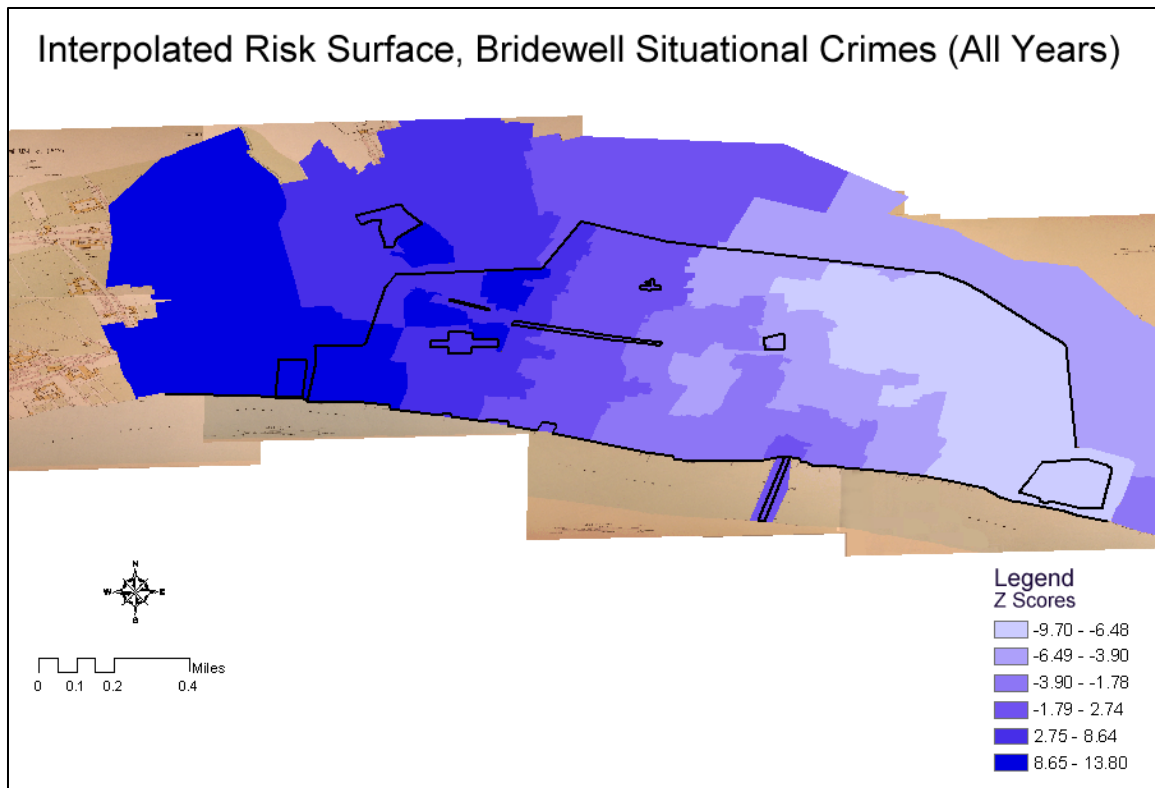 Interpolated Risk Surface, Bridewell Situational Crimes (All Years)
N
W E
S
Miles
0 0.1 0.2 0.4
Legend
Z Scores
-9.70 - -6.48
-6.49 - -3.90
-3.90 - -1.78
-1.79 - 2.74
2.75 - 8.64
8.65 - 13.80